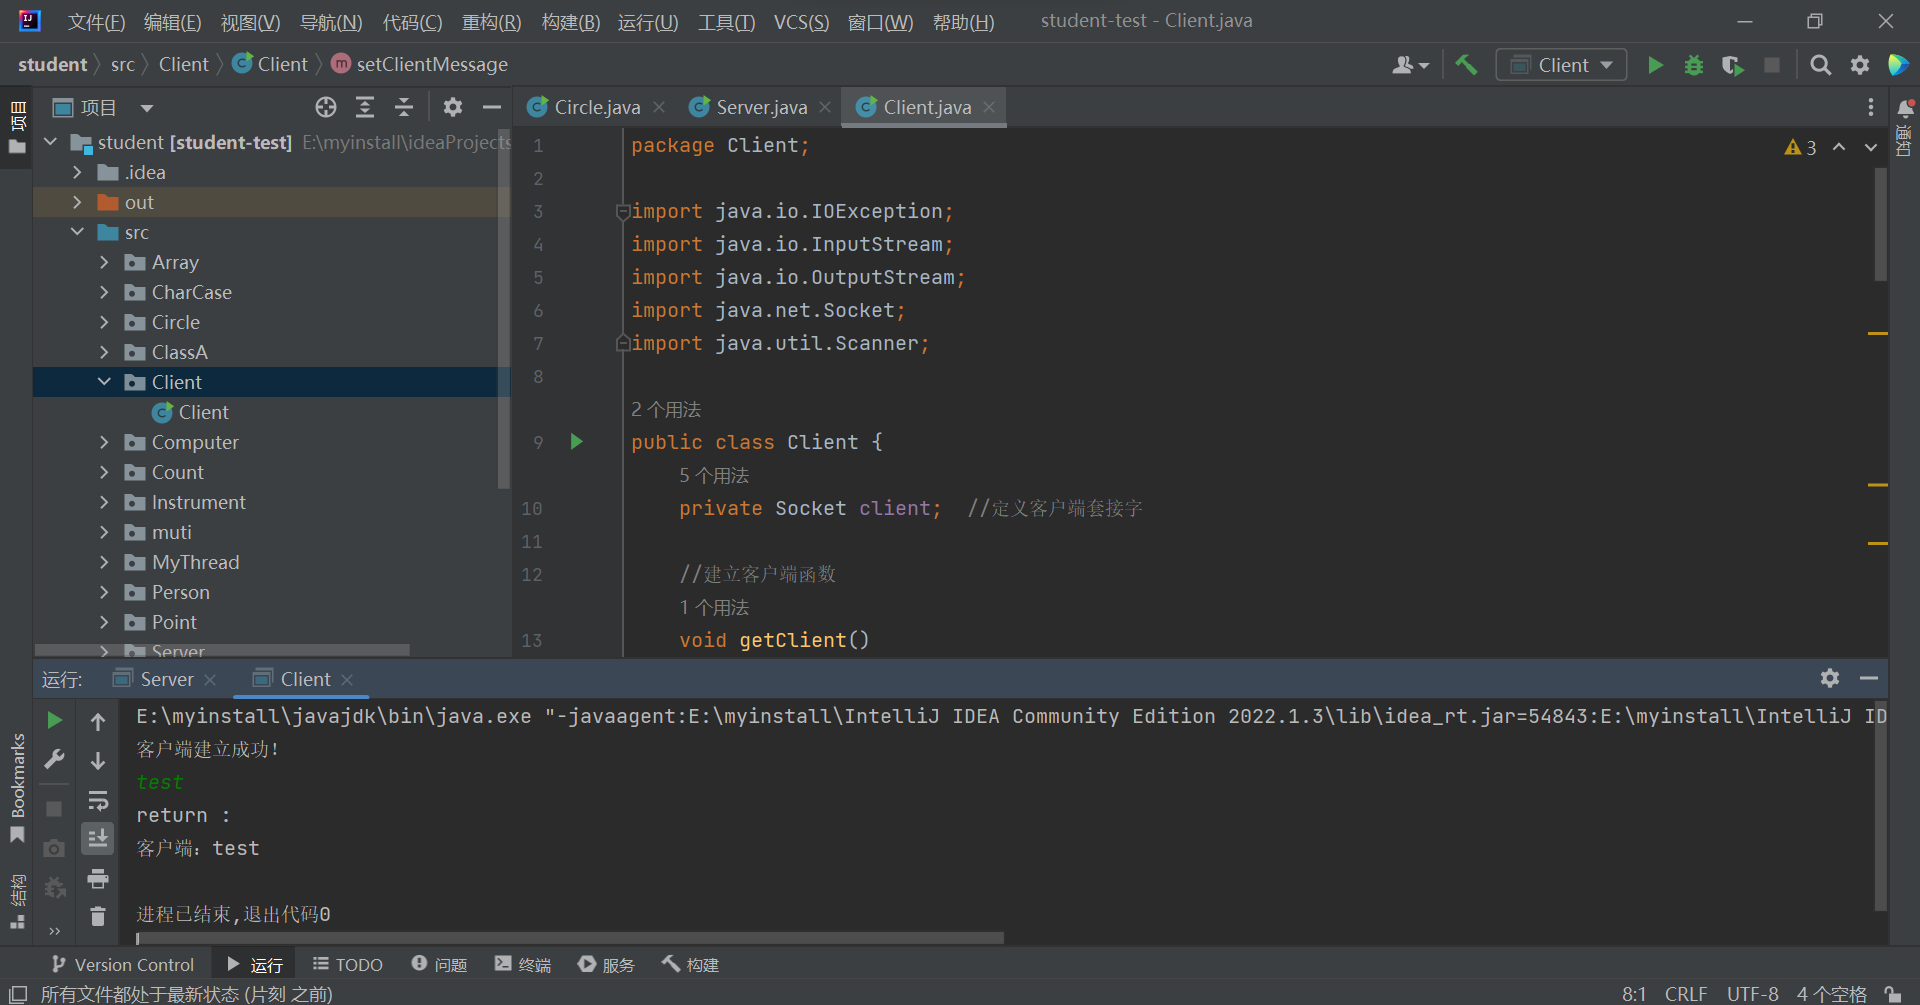 文件(F) 编辑(E) 视图(V) 导航(N) 代码(C) 重构(R) 构建(B) 运行(U) 工具(T) VCS(S) 窗口(W) 帮助(H) student-test - Client.java
student src Client Client setClientMessage Client
项目
Circle.java Server.java Client.java
项目
通知
student [student-test] E:\myinstall\ideaProjects
.idea
out
src
Array
CharCase
Circle
ClassA
Client
Client
Computer
Count
Instrument
muti
MyThread
Person
Point
Server
3
1 package Client;
2
3 import java.io.IOException;
4 import java.io.InputStream;
5 import java.io.OutputStream;
6 import java.net.Socket;
7 import java.util.Scanner;
8
2 个用法
9 public class Client {
5 个用法
10 private Socket client; //定义客户端套接字
11
12 //建立客户端函数
1 个用法
13 void getClient()
运行: Server Client
E:\myinstall\javajdk\bin\java.exe "-javaagent:E:\myinstall\IntelliJ IDEA Community Edition 2022.1.3\lib\idea_rt.jar=54843:E:\myinstall\IntelliJ ID
客户端建立成功!
test
return :
客户端：test
进程已结束,退出代码0
Bookmarks
结构
Version Control 运行 TODO 问题 终端 服务 构建
所有文件都处于最新状态 (片刻 之前) 8:1 CRLF UTF-8 4 个空格